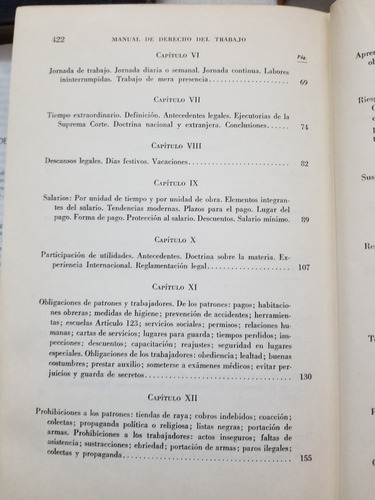 422 MANUAL DE DERECHO DEL TRABAJO
Pág.
CAPÍTULO VI
Jornada de trabajo. Jornada diaria o semanal. Jornada continua. Labores
ininterrumpidas. Trabajo de mera presencia . . . 69
CAPÍTULO VII
Tiempo extraordinario. Definición. Antecedentes legales. Ejecutorias de la
Suprema Corte. Doctrina nacional y extranjera. Conclusiones . . . 74
CAPÍTULO VIII
Descansos legales. Días festivos. Vacaciones . . . 82
CAPÍTULO IX
Salarios: Por unidad de tiempo y por unidad de obra. Elementos integran-
tes del salario. Tendencias modernas. Plazos para el pago. Lugar del
pago. Forma de pago. Protección al salario. Descuentos. Salario mínimo. 89
CAPÍTULO X
Participación de utilidades. Antecedentes. Doctrina sobre la materia. Ex-
periencia Internacional. Reglamentación legal . . . 107
CAPÍTULO XI
Obligaciones de patrones y trabajadores. De los patrones: pagos; habitacio-
nes obreras; medidas de higiene; prevención de accidentes; herramien-
tas; escuelas Artículo 123; servicios sociales; permisos; relaciones hu-
manas; cartas de servicios; lugares para guarda; tiempos perdidos; ins-
pecciones; descuentos; capacitación; reajustes; seguridad en lugares
especiales. Obligaciones de los trabajadores: obediencia; lealtad; buenas
costumbres; prestar auxilio; someterse a exámenes médicos; evitar per-
juicios y guarda de secretos . . . 130
CAPÍTULO XII
Prohibiciones a los patrones: tiendas de raya; cobros indebidos; coacción;
colectas; propaganda política o religiosa; listas negras; portación de
armas. Prohibiciones a los trabajadores: actos inseguros; faltas de
asistencia; sustracciones; ebriedad; portación de armas; paros ilegales;
colectas y propaganda . . . 155